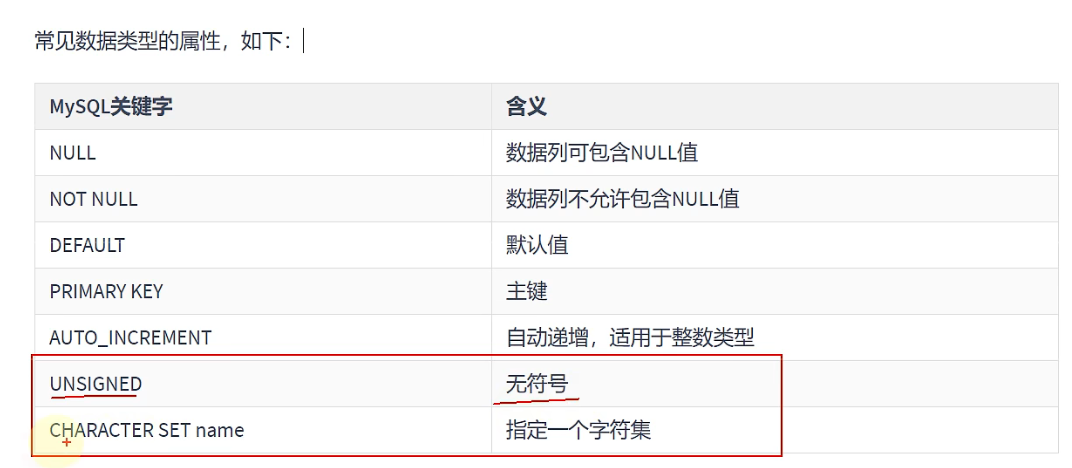 常见数据类型的属性，如下：
MySQL关键字 含义
NULL 数据列可包含NULL值
NOT NULL 数据列不允许包含NULL值
DEFAULT 默认值
PRIMARY KEY 主键
AUTO_INCREMENT 自动递增，适用于整数类型
UNSIGNED 无符号
CHARACTER SET name 指定一个字符集